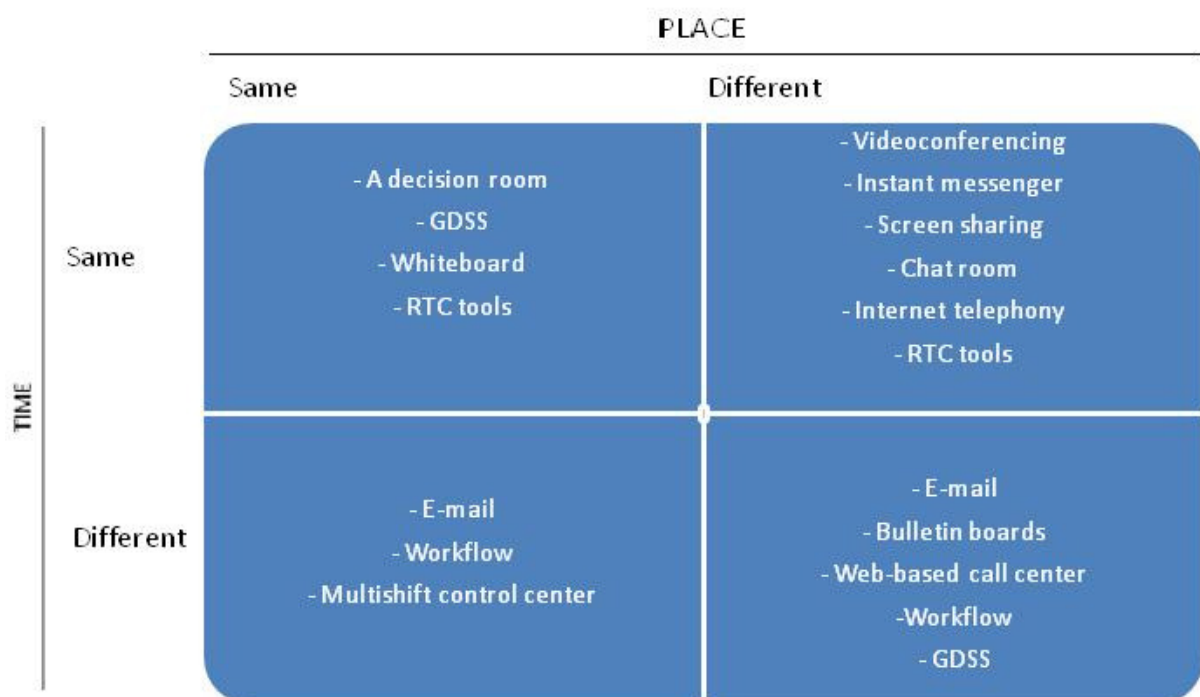 PLACE
Same
Different
TIME
Same
- A decision room
- GDSS
- Whiteboard
- RTC tools
- Videoconferencing
- Instant messenger
- Screen sharing
- Chat room
- Internet telephony
- RTC tools
Different
- E-mail
- Workflow
- Multishift control center
- E-mail
- Bulletin boards
- Web-based call center
-Workflow
- GDSS